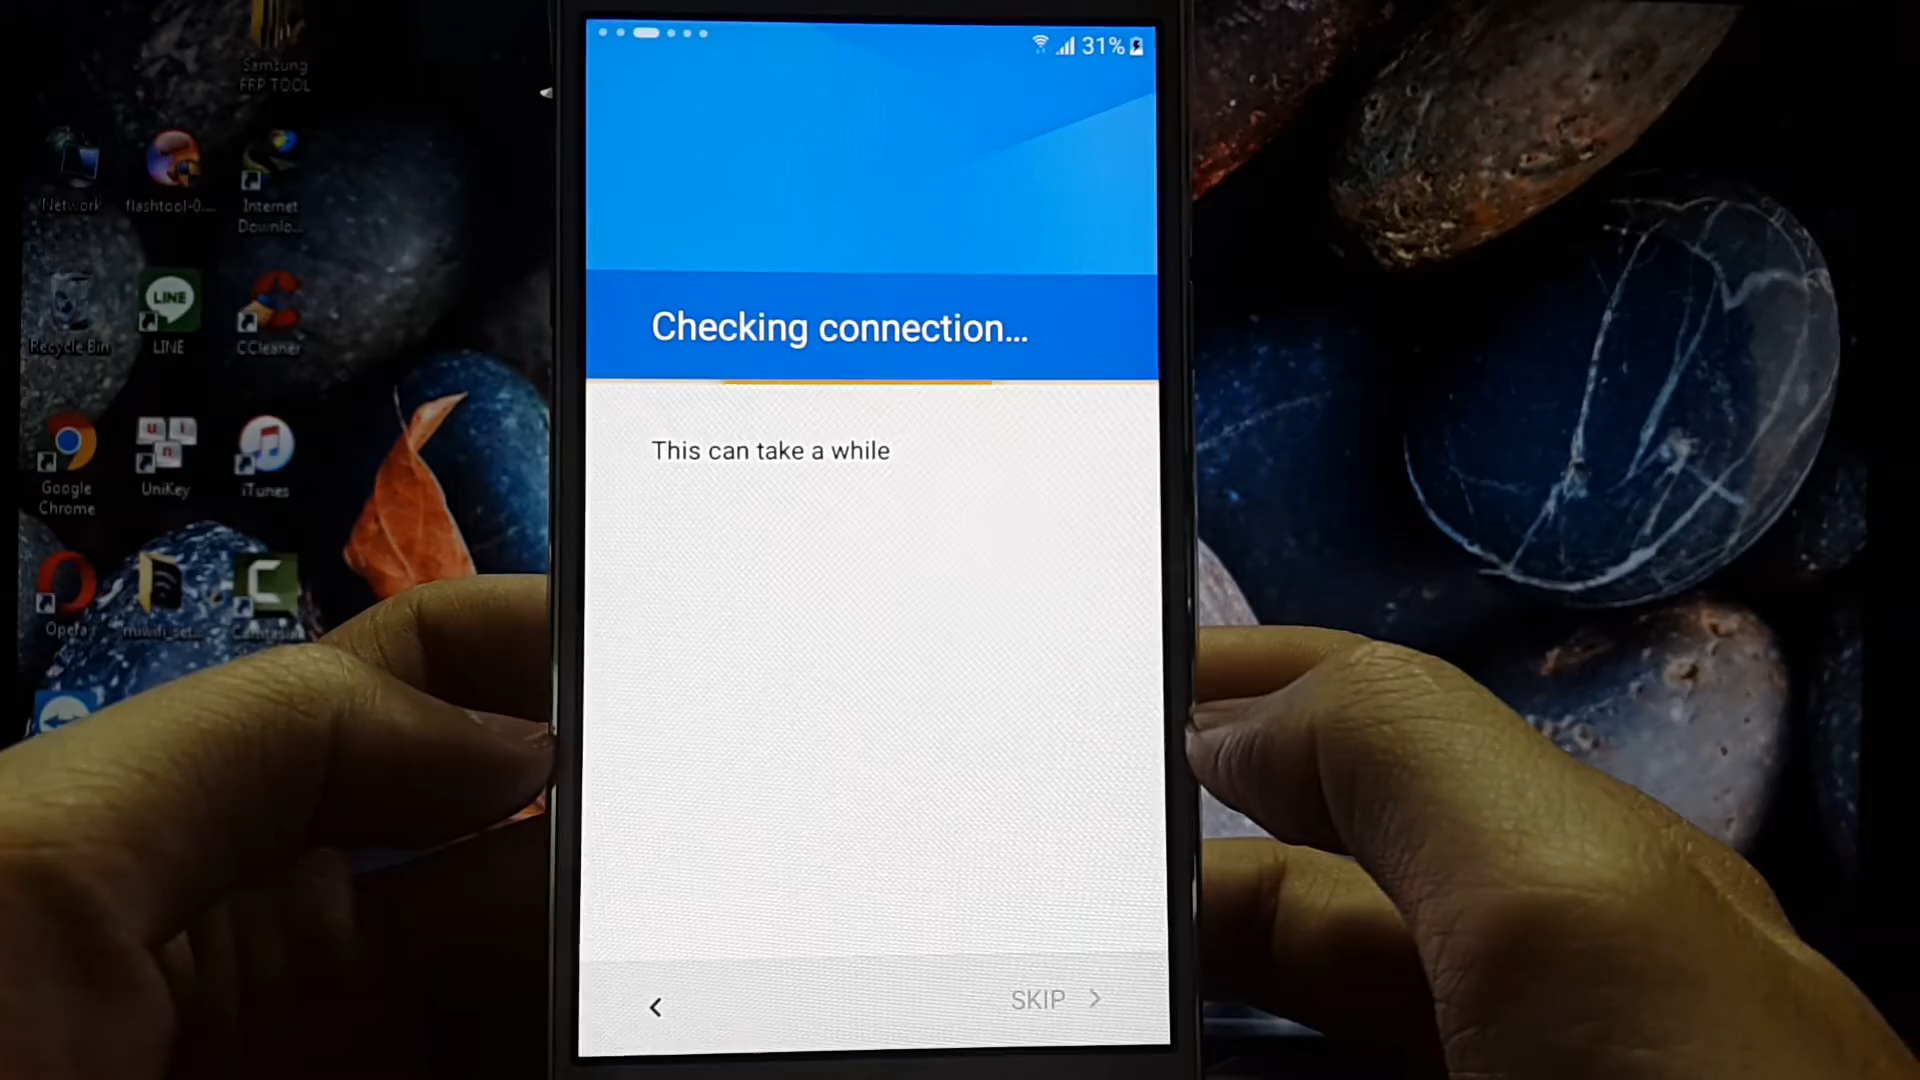 Samsung
FRP TOOL
Network
flashtool-0....
Internet
Downlo...
Recycle Bin
LINE
LINE
CCleaner
Google
Chrome
UniKey
iTunes
Opera
miwifi_set...
31%
Checking connection...
This can take a while
SKIP